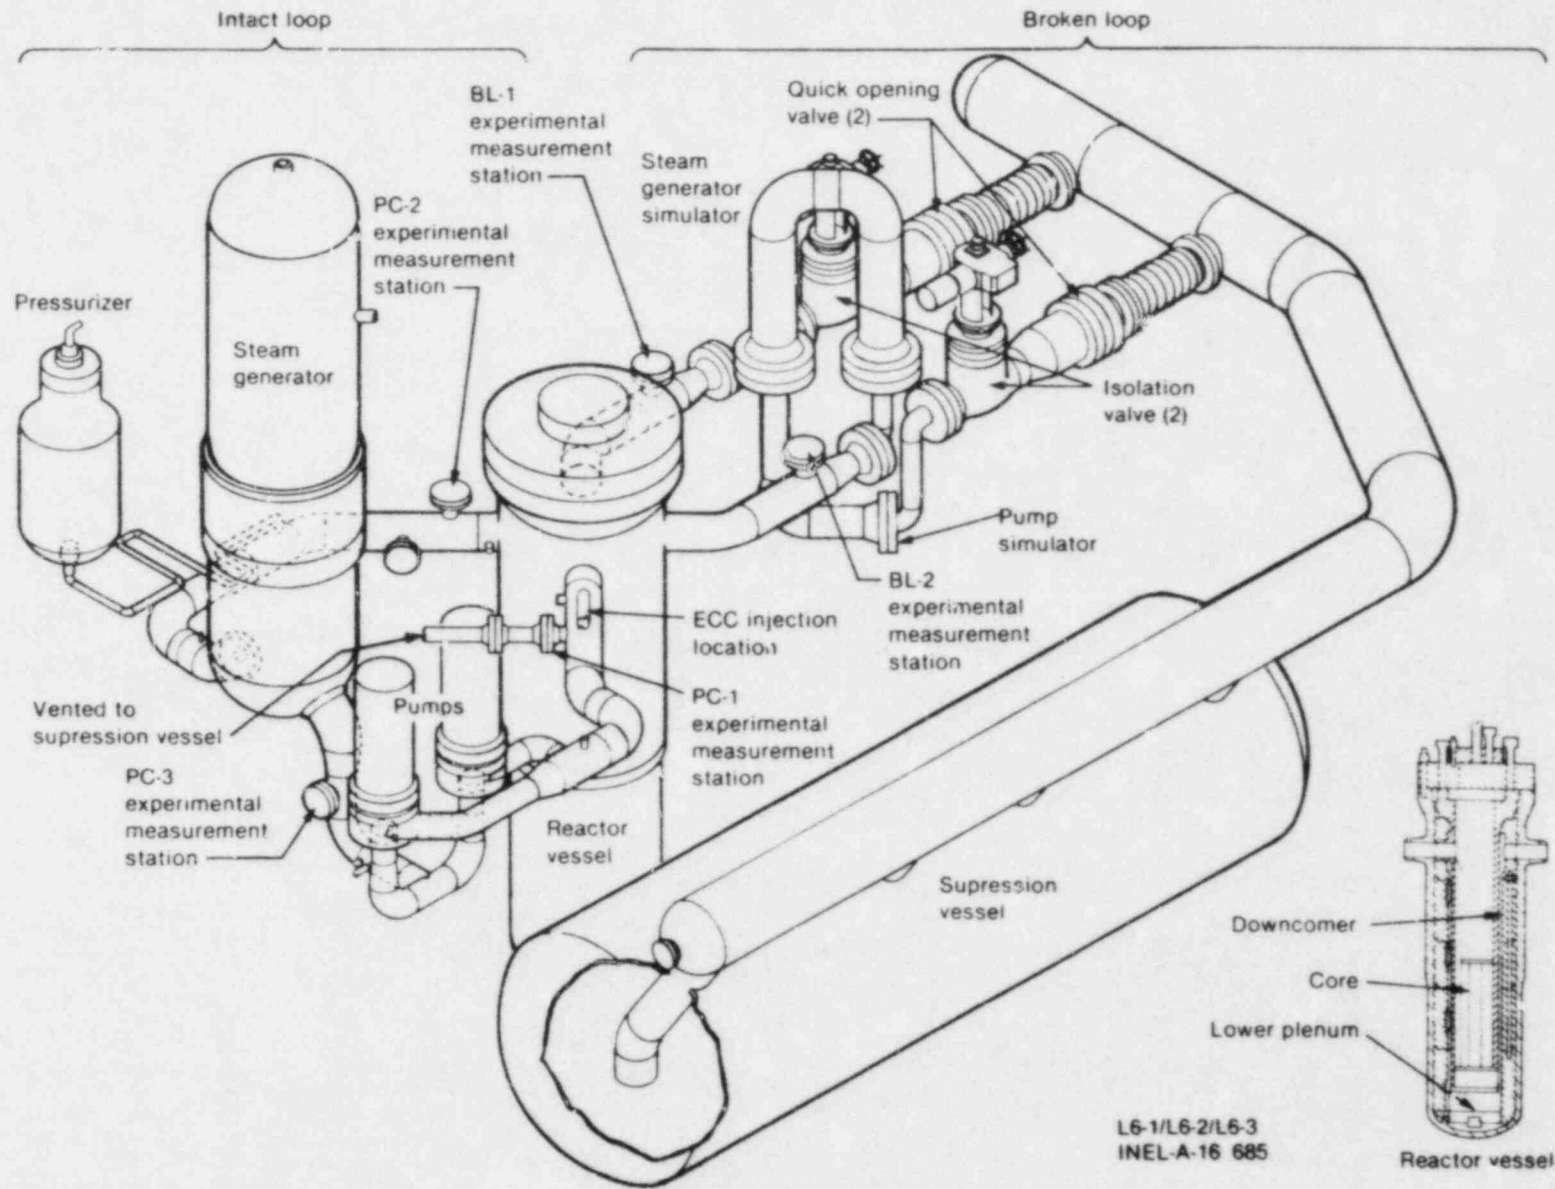 Intact loop
Broken loop
BL-1
experimental
measurement
station
Quick opening
valve (2)
Steam
generator
simulator
PC-2
experimental
measurement
station
Pressurizer
Steam
generator
Isolation
valve (2)
Pump
simulator
BL-2
experimental
measurement
station
ECC injection
location
PC-1
experimental
measurement
station
Pumps
Vented to
supression vessel
PC-3
experimental
measurement
station
Reactor
vessel
Supression
vessel
Downcomer
Core
Lower plenum
L6-1/L6-2/L6-3
INEL-A-16 685
Reactor vessel